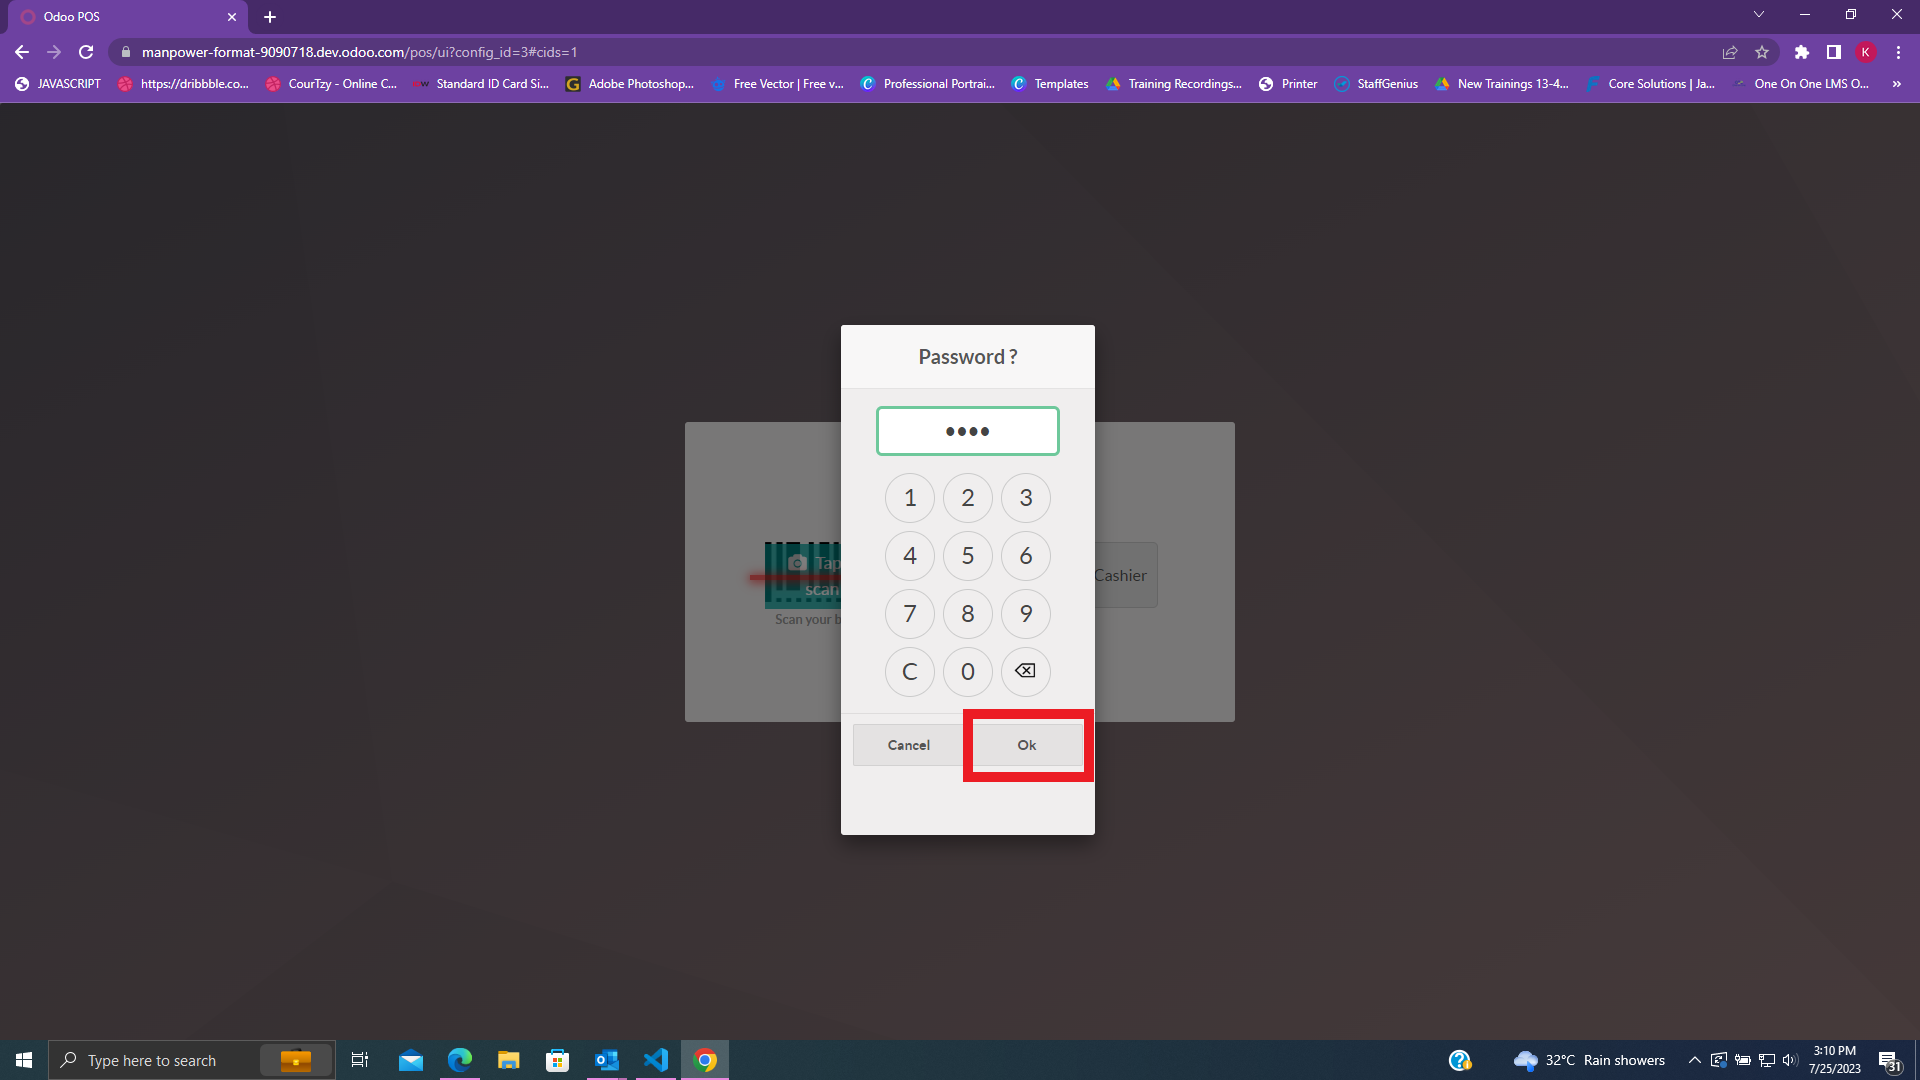 Odoo POS
manpower-format-9090718.dev.odoo.com/pos/ui?config_id=3#cids=1
K
JAVASCRIPT
https://dribbble.co...
CourTzy - Online C...
Standard ID Card Si...
Adobe Photoshop...
Free Vector | Free v...
Professional Portrai...
Templates
Training Recordings...
Printer
StaffGenius
New Trainings 13-4...
Core Solutions | Ja...
One On One LMS O...
»
Password ?
••••
1 2 3
4 5 6
7 8 9
C 0
Tap
scan
Scan your b
Cashier
Cancel
Ok
Type here to search
32°C Rain showers
3:10 PM
7/25/2023
31